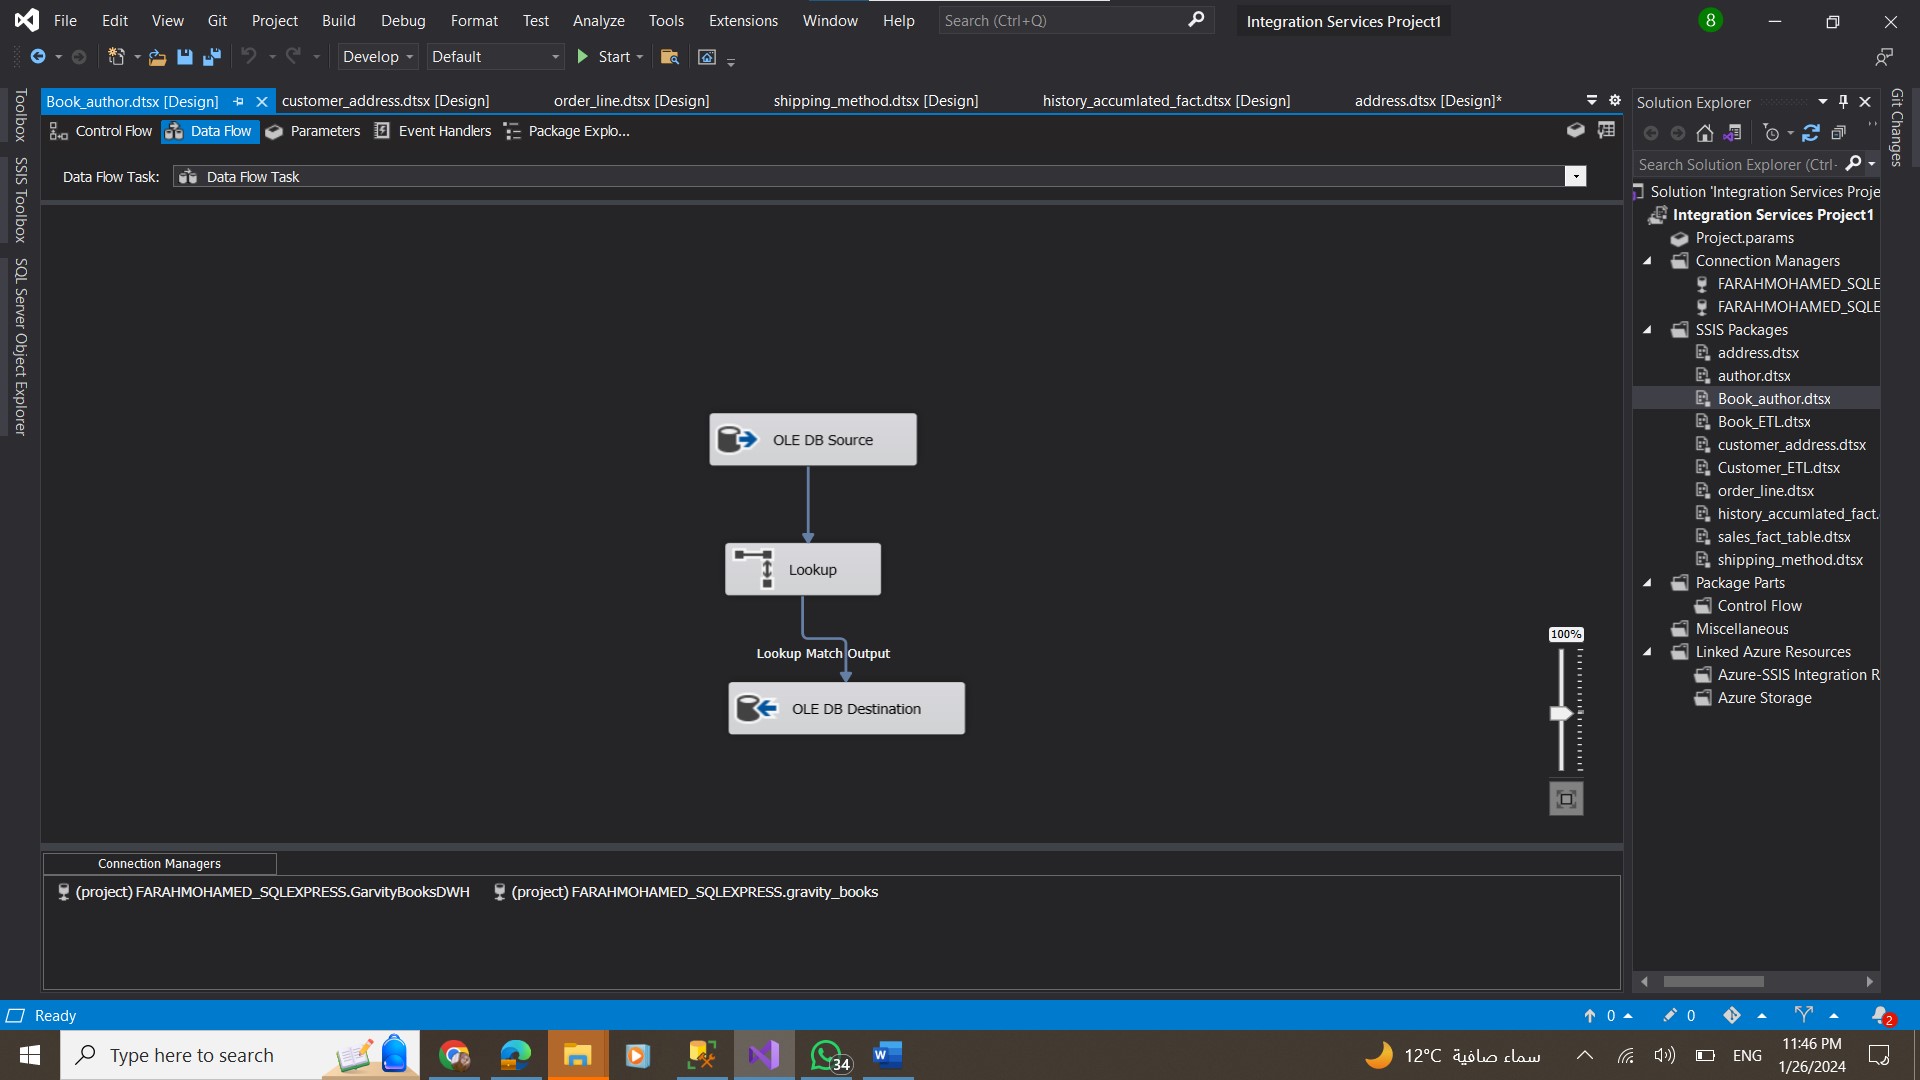 File Edit View Git Project Build Debug Format Test Analyze Tools Extensions Window Help Search (Ctrl+Q) Integration Services Project1 8
Develop Default Start
Book_author.dtsx [Design] customer_address.dtsx [Design] order_line.dtsx [Design] shipping_method.dtsx [Design] history_accumlated_fact.dtsx [Design] address.dtsx [Design]*
Control Flow Data Flow Parameters Event Handlers Package Explo...
Data Flow Task: Data Flow Task
Toolbox
SSIS Toolbox
SQL Server Object Explorer
OLE DB Source
Lookup
Lookup Match Output
OLE DB Destination
100%
Connection Managers
(project) FARAHMOHAMED_SQLEXPRESS.GarvityBooksDWH (project) FARAHMOHAMED_SQLEXPRESS.gravity_books
Solution Explorer
Search Solution Explorer (Ctrl-
Solution 'Integration Services Proje
Integration Services Project1
Project.params
Connection Managers
FARAHMOHAMED_SQLE
FARAHMOHAMED_SQLE
SSIS Packages
address.dtsx
author.dtsx
Book_author.dtsx
Book_ETL.dtsx
customer_address.dtsx
Customer_ETL.dtsx
order_line.dtsx
history_accumlated_fact.
sales_fact_table.dtsx
shipping_method.dtsx
Package Parts
Control Flow
Miscellaneous
Linked Azure Resources
Azure-SSIS Integration R
Azure Storage
Git Changes
Ready 0 0 2
Type here to search 34 12°C سماء صافية ENG 11:46 PM
1/26/2024